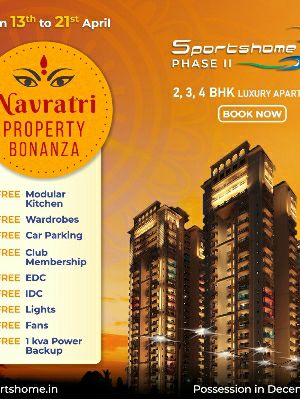 n 13th to 21st April
Navratri
PROPERTY
BONANZA
FREE Modular
Kitchen
FREE Wardrobes
FREE Car Parking
FREE Club
Membership
FREE EDC
FREE IDC
FREE Lights
FREE Fans
FREE 1 kva Power
Backup
rtshome.in
Sportshome
PHASE II
2, 3, 4 BHK LUXURY APART
BOOK NOW
Possession in Decem